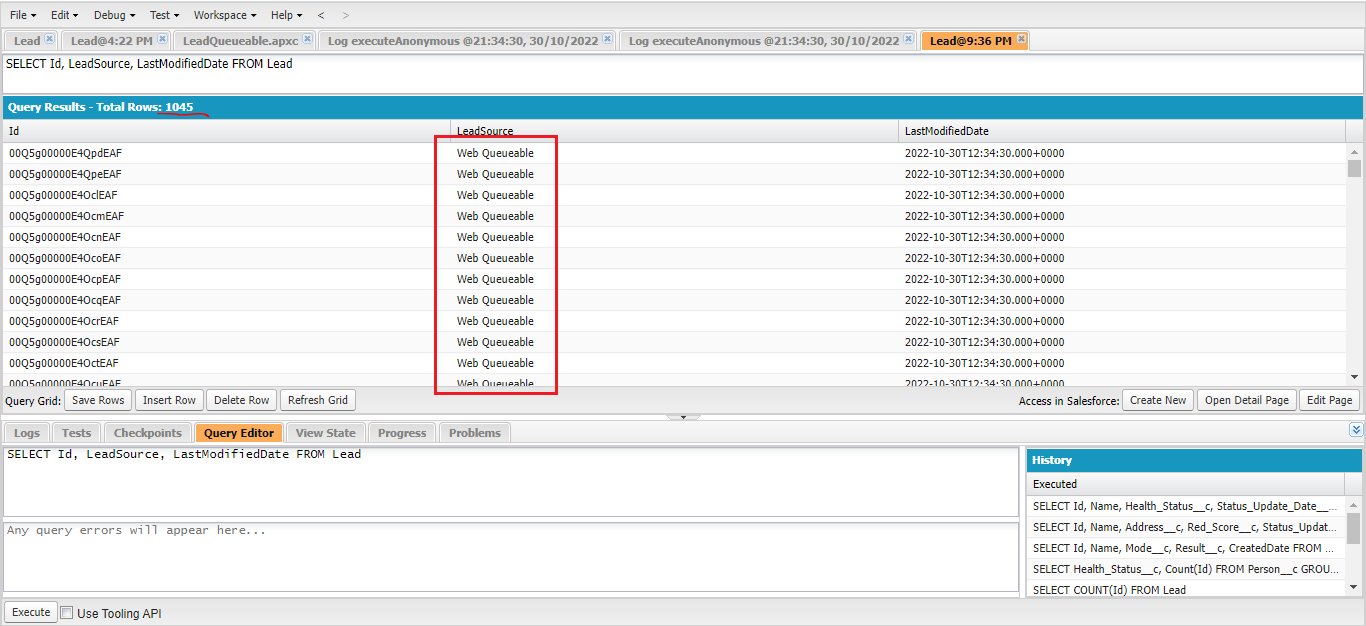 File Edit Debug Test Workspace Help < >
Lead Lead@4:22 PM LeadQueueable.apxc Log executeAnonymous @21:34:30, 30/10/2022 Log executeAnonymous @21:34:30, 30/10/2022 Lead@9:36 PM
SELECT Id, LeadSource, LastModifiedDate FROM Lead
Query Results - Total Rows: 1045
Id LeadSource LastModifiedDate
00Q5g00000E4QpdEAF Web Queueable 2022-10-30T12:34:30.000+0000
00Q5g00000E4QpeEAF Web Queueable 2022-10-30T12:34:30.000+0000
00Q5g00000E4OclEAF Web Queueable 2022-10-30T12:34:30.000+0000
00Q5g00000E4OcmEAF Web Queueable 2022-10-30T12:34:30.000+0000
00Q5g00000E4OcnEAF Web Queueable 2022-10-30T12:34:30.000+0000
00Q5g00000E4OcoEAF Web Queueable 2022-10-30T12:34:30.000+0000
00Q5g00000E4OcpEAF Web Queueable 2022-10-30T12:34:30.000+0000
00Q5g00000E4OcqEAF Web Queueable 2022-10-30T12:34:30.000+0000
00Q5g00000E4OcrEAF Web Queueable 2022-10-30T12:34:30.000+0000
00Q5g00000E4OcsEAF Web Queueable 2022-10-30T12:34:30.000+0000
00Q5g00000E4OctEAF Web Queueable 2022-10-30T12:34:30.000+0000
00Q5g00000E4OcuEAF Web Queueable 2022-10-30T12:34:30.000+0000
Query Grid: Save Rows Insert Row Delete Row Refresh Grid Access in Salesforce: Create New Open Detail Page Edit Page
Logs Tests Checkpoints Query Editor View State Progress Problems
SELECT Id, LeadSource, LastModifiedDate FROM Lead
Any query errors will appear here...
History
Executed
SELECT Id, Name, Health_Status__c, Status_Update_Date__...
SELECT Id, Name, Address__c, Red_Score__c, Status_Updat...
SELECT Id, Name, Mode__c, Result__c, CreatedDate FROM ...
SELECT Health_Status__c, Count(Id) FROM Person__c GROU...
SELECT COUNT(Id) FROM Lead
Execute Use Tooling API